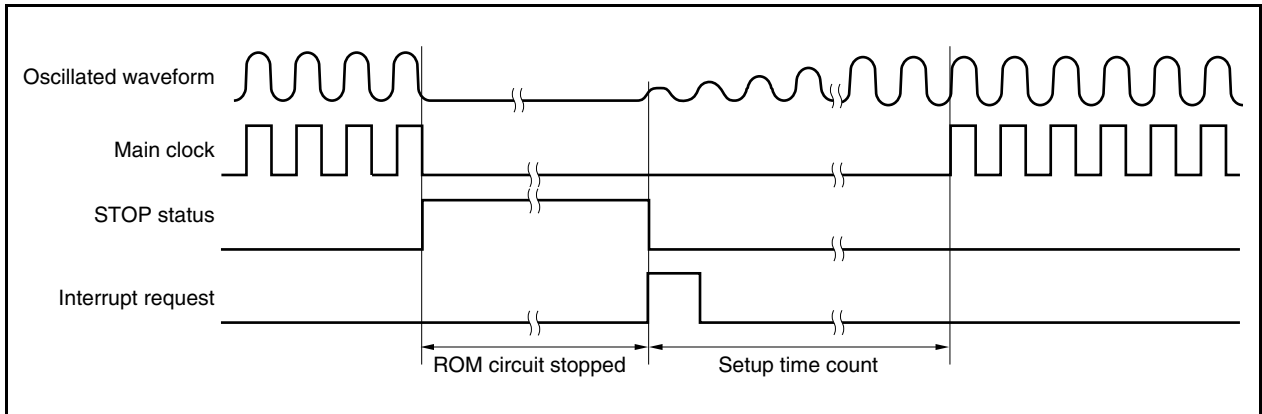 Oscillated waveform
Main clock
STOP status
Interrupt request
ROM circuit stopped
Setup time count